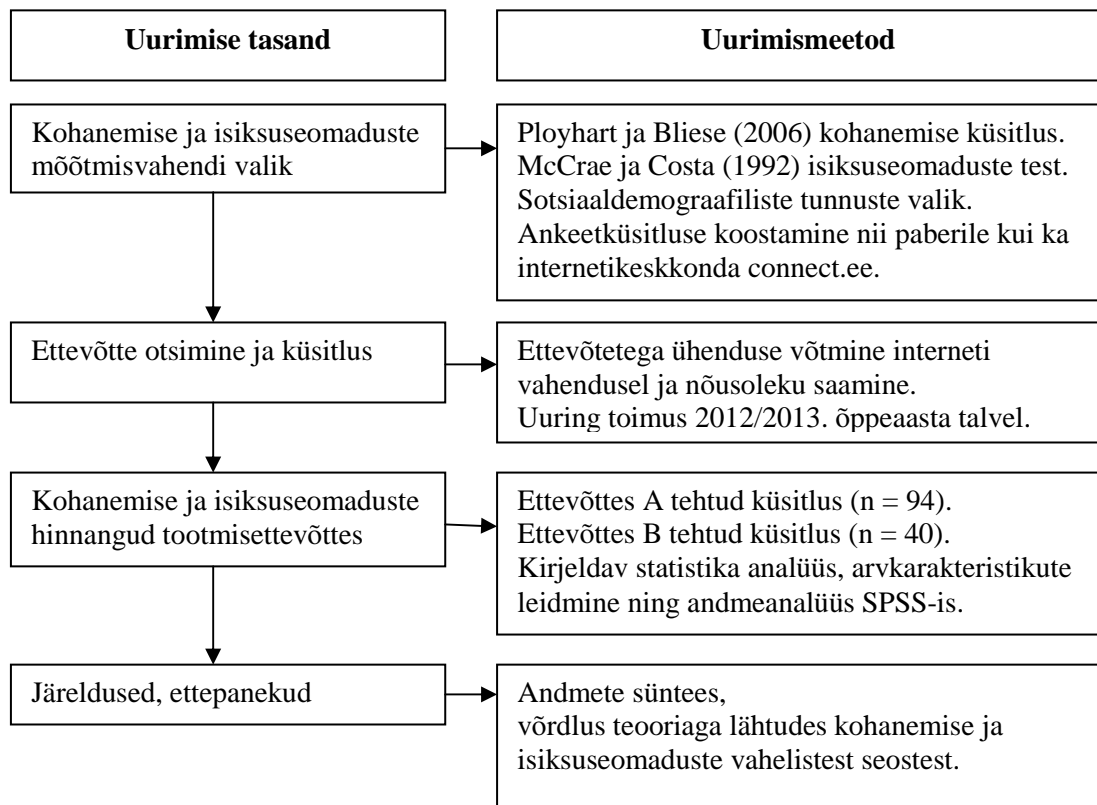 Uurimise tasand
Uurimismeetod
Kohanemise ja isiksuseomaduste
mõõtmisvahendi valik
Ployhart ja Bliese (2006) kohanemise küsitlus.
McCrae ja Costa (1992) isiksuseomaduste test.
Sotsiaaldemograafiliste tunnuste valik.
Ankeetküsitluse koostamine nii paberile kui ka
internetikeskkonda connect.ee.
Ettevõtte otsimine ja küsitlus
Ettevõtetega ühenduse võtmine interneti
vahendusel ja nõusoleku saamine.
Uuring toimus 2012/2013. õppeaasta talvel.
Kohanemise ja isiksuseomaduste
hinnangud tootmisettevõttes
Ettevõttes A tehtud küsitlus (n = 94).
Ettevõttes B tehtud küsitlus (n = 40).
Kirjeldav statistika analüüs, arvkarakteristikute
leidmine ning andmeanalüüs SPSS-is.
Järeldused, ettepanekud
Andmete süntees,
võrdlus teooriaga lähtudes kohanemise ja
isiksuseomaduste vahelistest seostest.